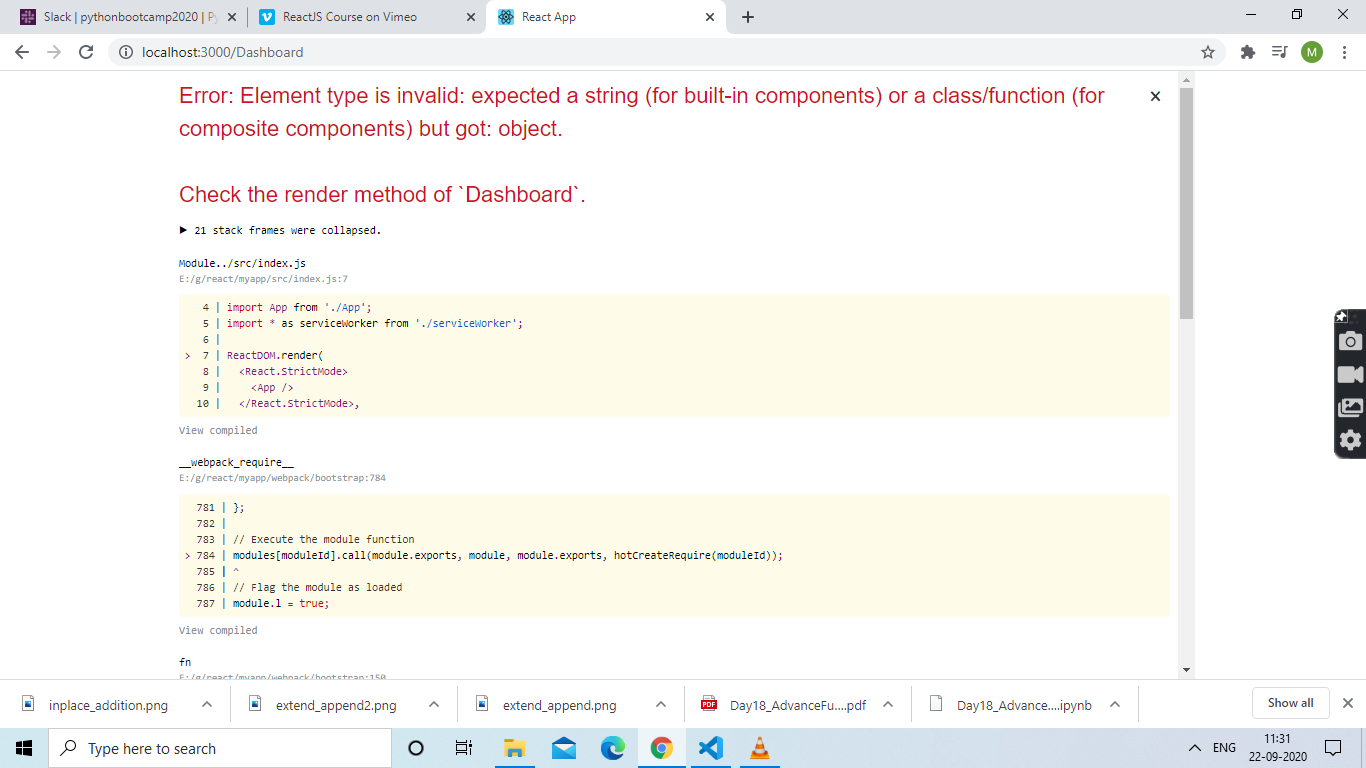 Slack | pythonbootcamp2020 | Py
ReactJS Course on Vimeo
React App
localhost:3000/Dashboard
M
Error: Element type is invalid: expected a string (for built-in components) or a class/function (for
composite components) but got: object.
Check the render method of `Dashboard`.
▶ 21 stack frames were collapsed.
Module../src/index.js
E:/g/react/myapp/src/index.js:7
4 | import App from './App';
5 | import * as serviceWorker from './serviceWorker';
6 |
> 7 | ReactDOM.render(
8 | <React.StrictMode>
9 | <App />
10 | </React.StrictMode>,
View compiled
__webpack_require__
E:/g/react/myapp/webpack/bootstrap:784
781 | };
782 |
783 | // Execute the module function
> 784 | modules[moduleId].call(module.exports, module, module.exports, hotCreateRequire(moduleId));
785 | ^
786 | // Flag the module as loaded
787 | module.l = true;
View compiled
fn
E:/g/react/myapp/webpack/bootstrap:150
inplace_addition.png
extend_append2.png
extend_append.png
PDF
Day18_AdvanceFu....pdf
Day18_Advance....ipynb
Show all
Type here to search
ENG
11:31
22-09-2020